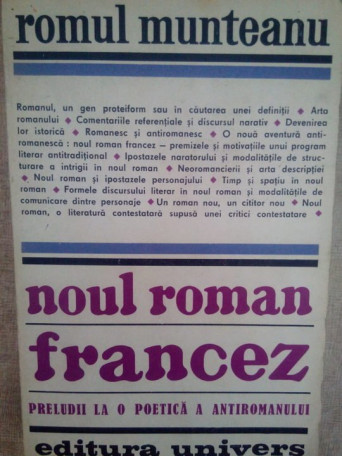 romul munteanu
Romanul, un gen proteiform sau în căutarea unei definiții ◆ Arta
romanului ◆ Comentariile referențiale și discursul narativ ◆ Devenirea
lor istorică ◆ Romanesc și antiromanesc ◆ O nouă aventură anti-
romanescă : noul roman francez — premizele și motivațiile unui program
literar antitradițional ◆ Ipostazele naratorului și modalitățile de struc-
turare a intrigii în noul roman ◆ Neoromancierii și arta descripției
◆ Noul roman și ipostazele personajului ◆ Timp și spațiu în noul
roman ◆ Formele discursului literar în noul roman și modalitățile de
comunicare dintre personaje ◆ Un roman nou, un cititor nou ◆ Noul
roman, o literatură contestatară supusă unei critici contestatare ◆
noul roman
francez
PRELUDII LA O POETICĂ A ANTIROMANULUI
editura univers